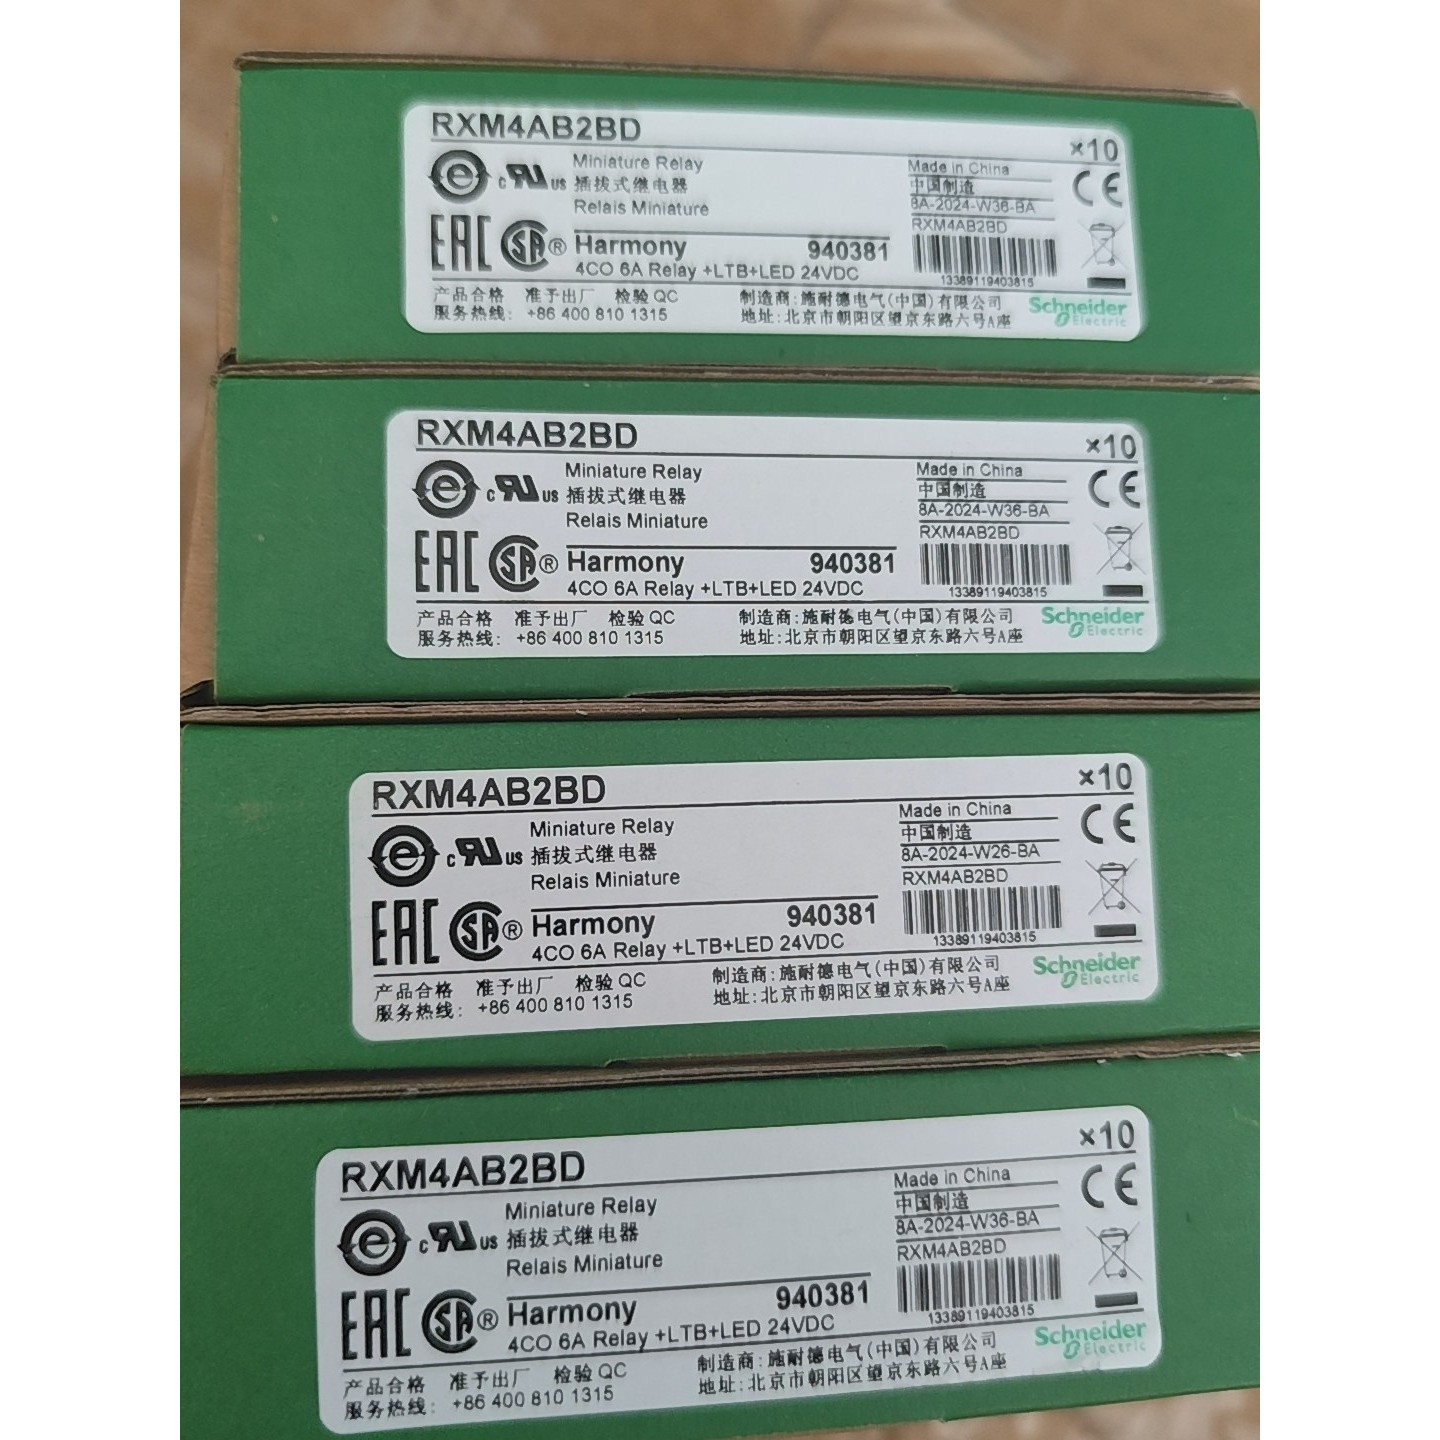 RXM4AB2BD
×10
Miniature Relay
插拔式继电器
Relais Miniature
Made in China
中国制造
8A-2024-W36-BA
RXM4AB2BD
13389119403815
c RU US
CE
EAC
SA ®
Harmony 940381
4CO 6A Relay +LTB+LED 24VDC
产品合格 准予出厂 检验QC
服务热线: +86 400 810 1315
制造商:施耐德电气(中国)有限公司
地址:北京市朝阳区望京东路六号A座
Schneider
Electric
RXM4AB2BD
×10
Miniature Relay
插拔式继电器
Relais Miniature
Made in China
中国制造
8A-2024-W36-BA
RXM4AB2BD
13389119403815
c RU US
CE
EAC
SA ®
Harmony 940381
4CO 6A Relay +LTB+LED 24VDC
产品合格 准予出厂 检验QC
服务热线: +86 400 810 1315
制造商:施耐德电气(中国)有限公司
地址:北京市朝阳区望京东路六号A座
Schneider
Electric
RXM4AB2BD
×10
Miniature Relay
插拔式继电器
Relais Miniature
Made in China
中国制造
8A-2024-W26-BA
RXM4AB2BD
13389119403815
c RU US
CE
EAC
SA ®
Harmony 940381
4CO 6A Relay +LTB+LED 24VDC
产品合格 准予出厂 检验QC
服务热线: +86 400 810 1315
制造商:施耐德电气(中国)有限公司
地址:北京市朝阳区望京东路六号A座
Schneider
Electric
RXM4AB2BD
×10
Miniature Relay
插拔式继电器
Relais Miniature
Made in China
中国制造
8A-2024-W36-BA
RXM4AB2BD
13389119403815
c RU US
CE
EAC
SA ®
Harmony 940381
4CO 6A Relay +LTB+LED 24VDC
产品合格 准予出厂 检验QC
服务热线: +86 400 810 1315
制造商:施耐德电气(中国)有限公司
地址:北京市朝阳区望京东路六号A座
Schneider
Electric